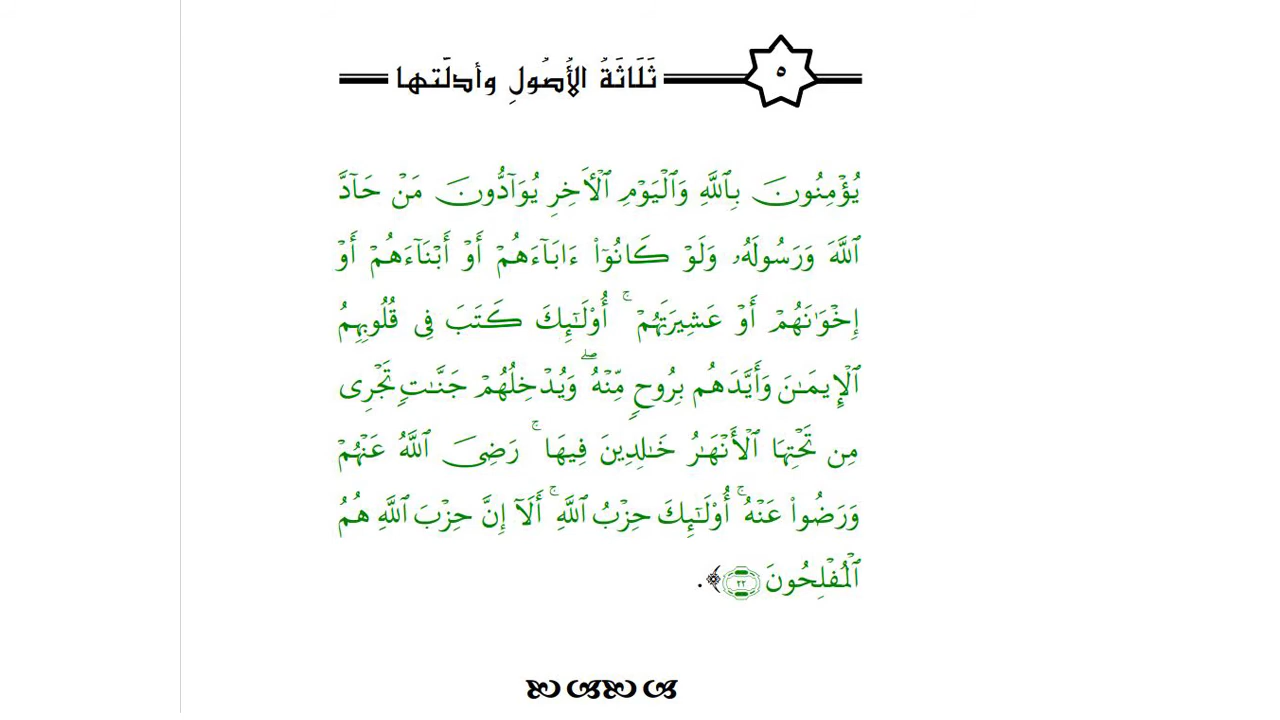 ثَلَاثَةُ الأُصُولِ وأدلّتها ٥
يُؤۡمِنُونَ بِٱللَّهِ وَٱلۡيَوۡمِ ٱلۡأٓخِرِ يُوَآدُّونَ مَنۡ حَآدَّ
ٱللَّهَ وَرَسُولَهُۥ وَلَوۡ كَانُوٓاْ ءَابَآءَهُمۡ أَوۡ أَبۡنَآءَهُمۡ أَوۡ
إِخۡوَٰنَهُمۡ أَوۡ عَشِيرَتَهُمۡۚ أُوْلَـٰٓئِكَ كَتَبَ فِى قُلُوبِهِمُ
ٱلۡإِيمَـٰنَ وَأَيَّدَهُم بِرُوحٍ مِّنۡهُۖ وَيُدۡخِلُهُمۡ جَنَّـٰتٍ تَجۡرِى
مِن تَحۡتِهَا ٱلۡأَنۡهَـٰرُ خَـٰلِدِينَ فِيهَاۚ رَضِىَ ٱللَّهُ عَنۡهُمۡ
وَرَضُواْ عَنۡهُۚ أُوْلَـٰٓئِكَ حِزۡبُ ٱللَّهِۚ أَلَآ إِنَّ حِزۡبَ ٱللَّهِ هُمُ
ٱلۡمُفۡلِحُونَ ٢٢﴾.